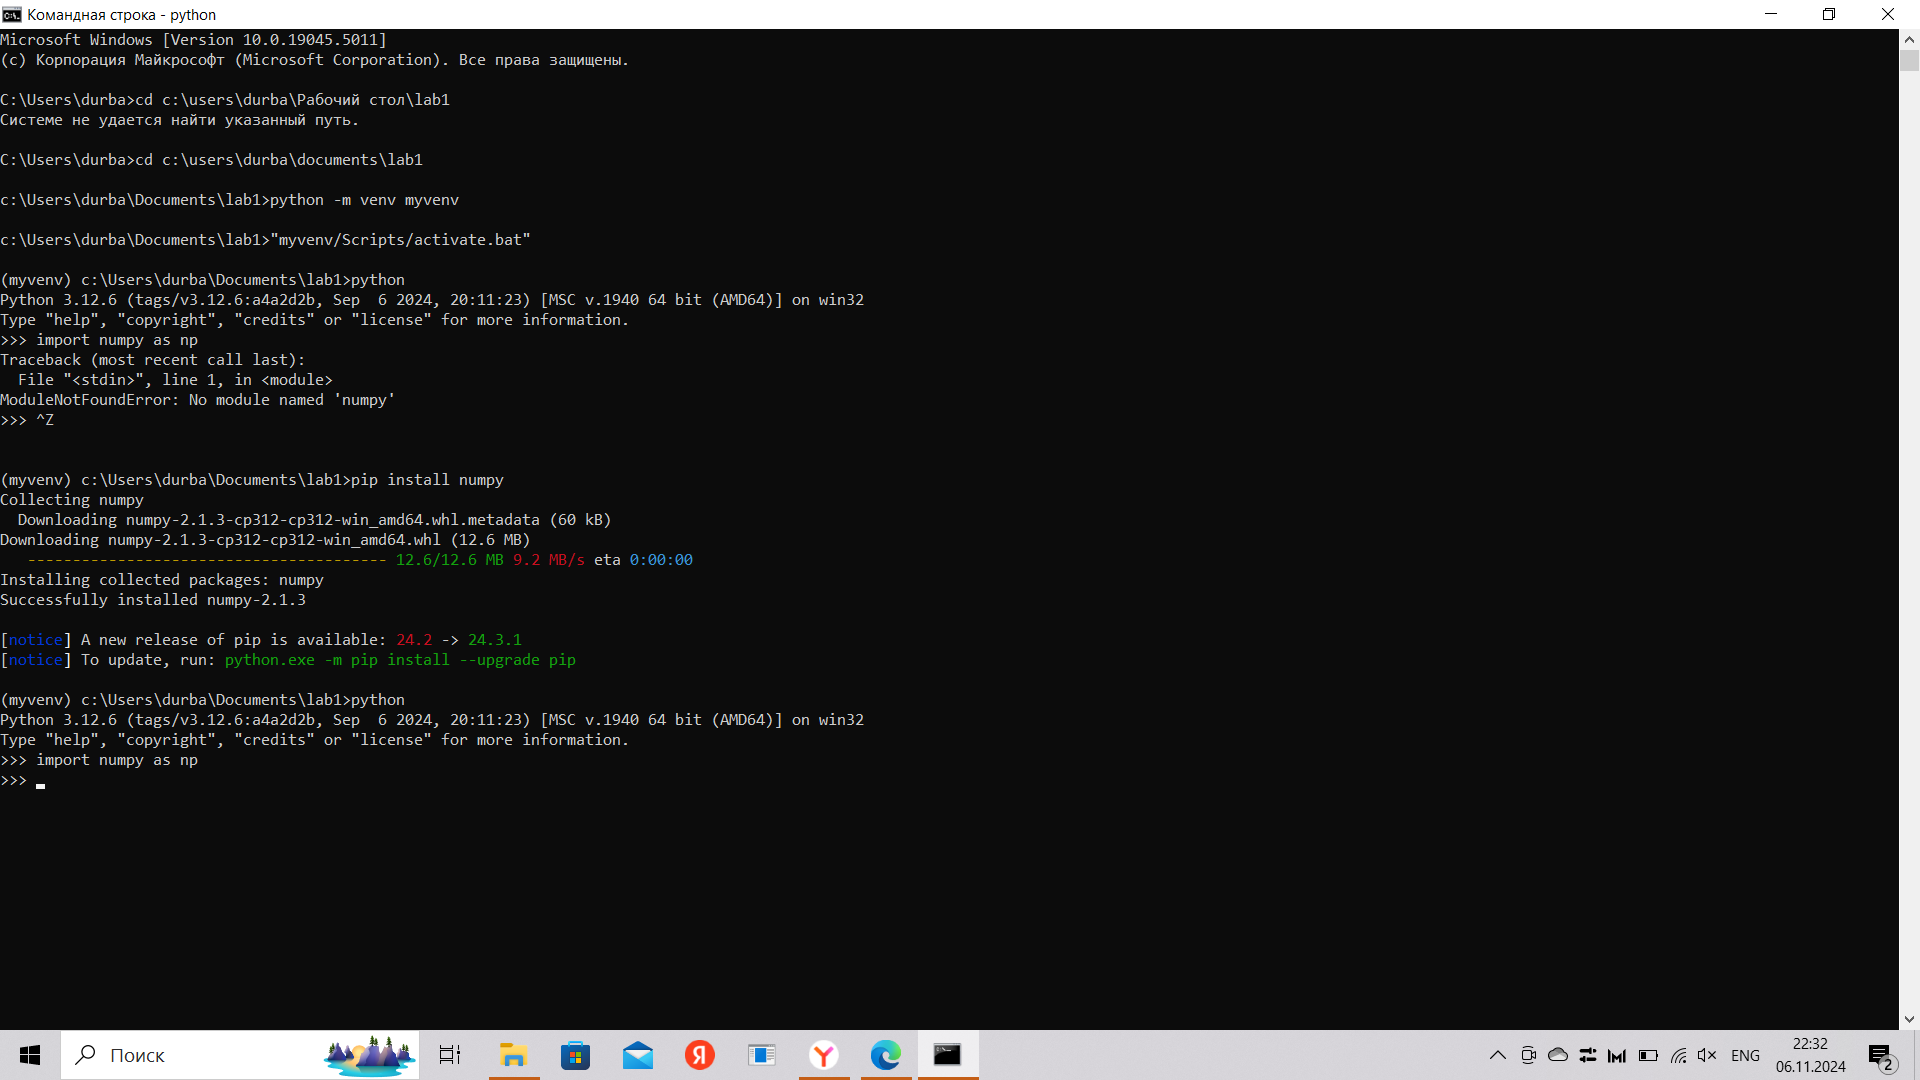 Командная строка - python
Microsoft Windows [Version 10.0.19045.5011]
(c) Корпорация Майкрософт (Microsoft Corporation). Все права защищены.
C:\Users\durba>cd c:\users\durba\Рабочий стол\lab1
Системе не удается найти указанный путь.
C:\Users\durba>cd c:\users\durba\documents\lab1
c:\Users\durba\Documents\lab1>python -m venv myvenv
c:\Users\durba\Documents\lab1>"myvenv/Scripts/activate.bat"
(myvenv) c:\Users\durba\Documents\lab1>python
Python 3.12.6 (tags/v3.12.6:a4a2d2b, Sep  6 2024, 20:11:23) [MSC v.1940 64 bit (AMD64)] on win32
Type "help", "copyright", "credits" or "license" for more information.
>>> import numpy as np
Traceback (most recent call last):
  File "<stdin>", line 1, in <module>
ModuleNotFoundError: No module named 'numpy'
>>> ^Z
(myvenv) c:\Users\durba\Documents\lab1>pip install numpy
Collecting numpy
  Downloading numpy-2.1.3-cp312-cp312-win_amd64.whl.metadata (60 kB)
Downloading numpy-2.1.3-cp312-cp312-win_amd64.whl (12.6 MB)
   ---------------------------------------- 12.6/12.6 MB 9.2 MB/s eta 0:00:00
Installing collected packages: numpy
Successfully installed numpy-2.1.3
[notice] A new release of pip is available: 24.2 -> 24.3.1
[notice] To update, run: python.exe -m pip install --upgrade pip
(myvenv) c:\Users\durba\Documents\lab1>python
Python 3.12.6 (tags/v3.12.6:a4a2d2b, Sep  6 2024, 20:11:23) [MSC v.1940 64 bit (AMD64)] on win32
Type "help", "copyright", "credits" or "license" for more information.
>>> import numpy as np
>>>
Поиск
Я
Y
ENG
22:32
06.11.2024
2